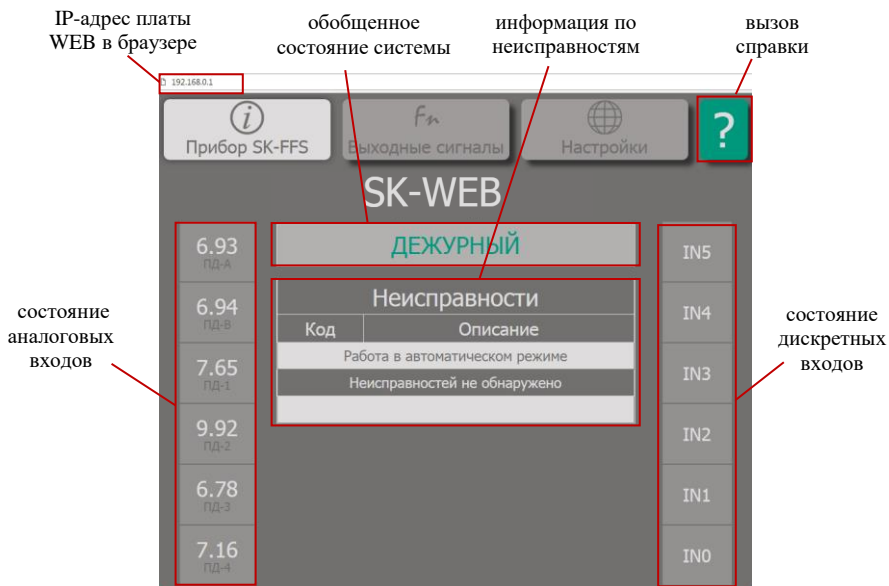 IP-адрес платы
WEB в браузере
обобщенное
состояние системы
информация по
неисправностям
вызов
справки
192.168.0.1
Прибор SK-FFS
Fn
Выходные сигналы
Настройки
?
SK-WEB
ДЕЖУРНЫЙ
Неисправности
Код Описание
Работа в автоматическом режиме
Неисправностей не обнаружено
состояние
аналоговых
входов
6.93
ПД-А
6.94
ПД-В
7.65
ПД-1
9.92
ПД-2
6.78
ПД-3
7.16
ПД-4
IN5
IN4
IN3
IN2
IN1
IN0
состояние
дискретных
входов